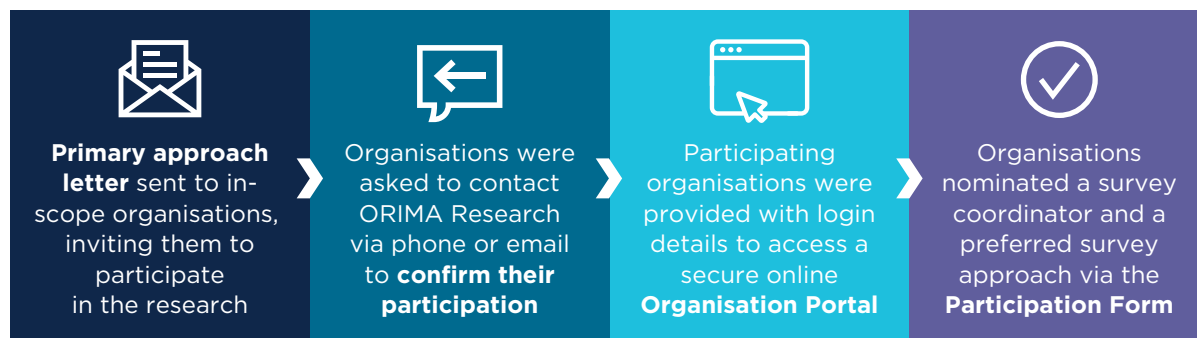 Primary approach
letter sent to in-
scope organisations,
inviting them to
participate
in the research
Organisations were
asked to contact
ORIMA Research
via phone or email
to confirm their
participation
Participating
organisations were
provided with login
details to access a
secure online
Organisation Portal
Organisations
nominated a survey
coordinator and a
preferred survey
approach via the
Participation Form